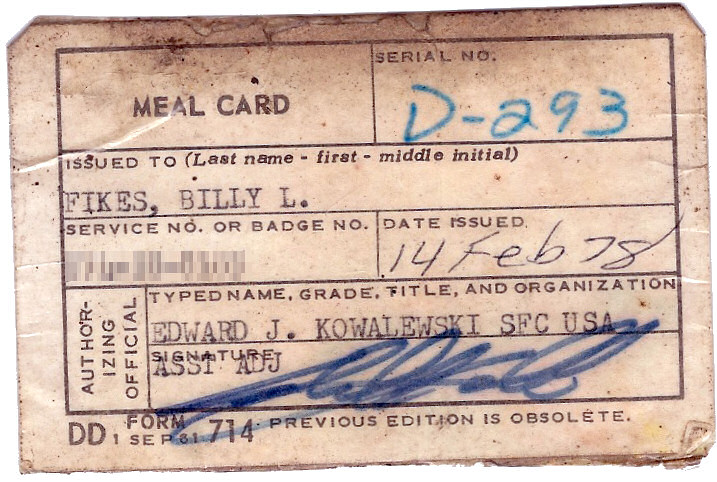 SERIAL NO.
MEAL CARD
D-293
ISSUED TO (Last name - first - middle initial)
FIKES, BILLY L.
SERVICE NO. OR BADGE NO.
DATE ISSUED
14 Feb 78
AUTHOR-
IZING
OFFICIAL
TYPED NAME, GRADE, TITLE, AND ORGANIZATION
EDWARD J. KOWALEWSKI SFC USA
SIGNATURE
ASST ADJ
DD FORM 1 SEP 61 714 PREVIOUS EDITION IS OBSOLETE.